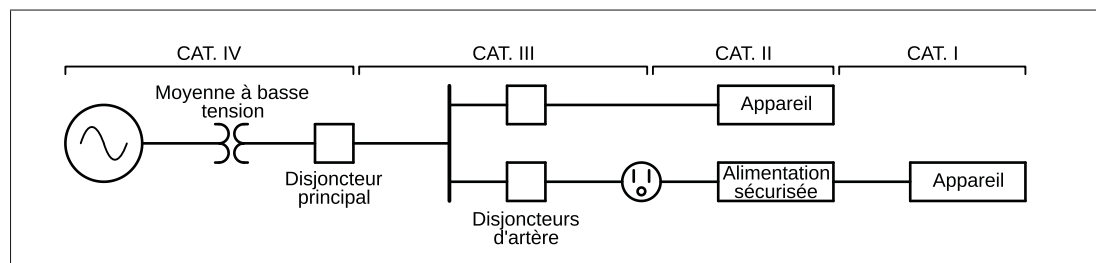 CAT. IV
CAT. III
CAT. II
CAT. I
Moyenne à basse
tension
Appareil
Disjoncteur
principal
Alimentation
sécurisée
Appareil
Disjoncteurs
d'artère